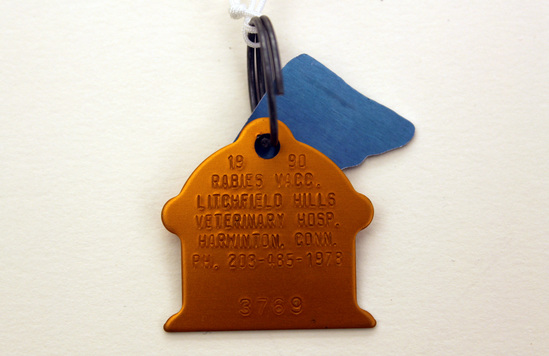 19 90
RABIES VACC.
LITCHFIELD HILLS
VETERINARY HOSP.
HARWINTON. CONN.
PH. 203-485-1978
3769